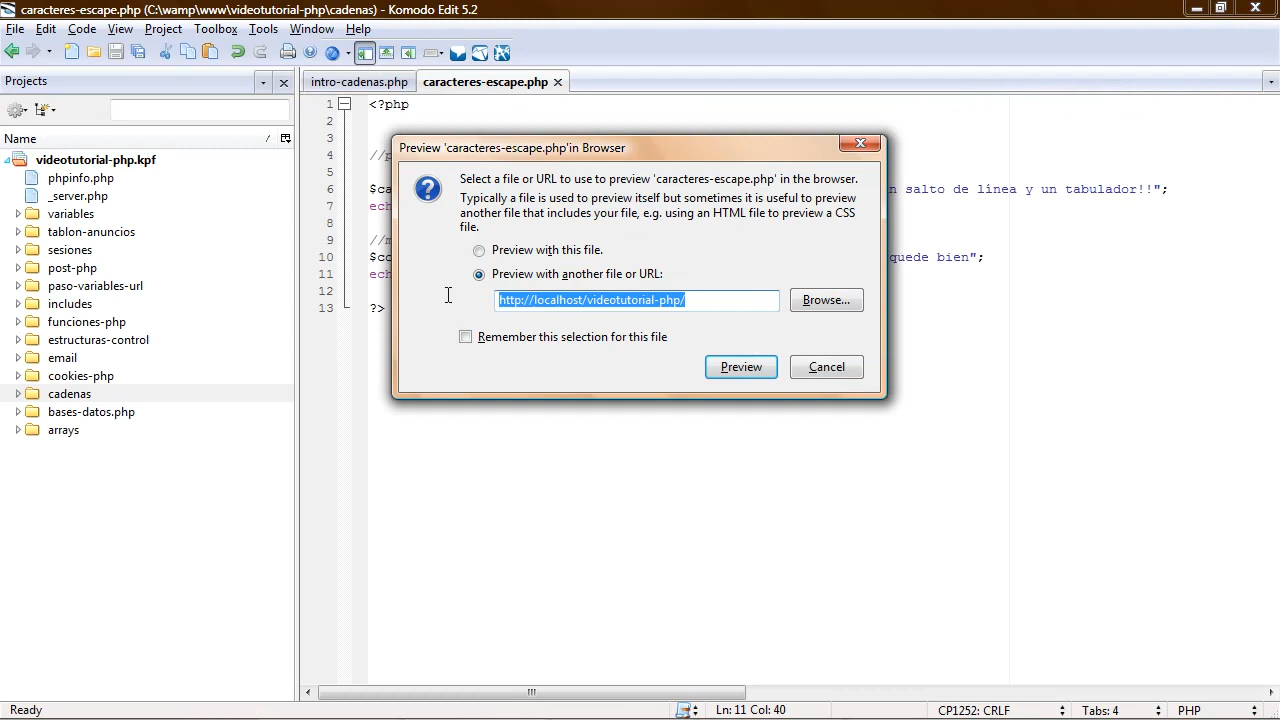 caracteres-escape.php (C:\wamp\www\videotutorial-php\cadenas) - Komodo Edit 5.2
File Edit Code View Project Toolbox Tools Window Help
Projects
intro-cadenas.php caracteres-escape.php
Name
videotutorial-php.kpf
phpinfo.php
_server.php
variables
tablon-anuncios
sesiones
post-php
paso-variables-url
includes
funciones-php
estructuras-control
email
cookies-php
cadenas
bases-datos.php
arrays
1 <?php
2
3
4 //p
5
6 $ca n salto de línea y un tabulador!!";
7 ech
8
9 //m
10 $co quede bien";
11 ech
12
13 ?>
Preview 'caracteres-escape.php'in Browser
Select a file or URL to use to preview 'caracteres-escape.php' in the browser.
Typically a file is used to preview itself but sometimes it is useful to preview
another file that includes your file, e.g. using an HTML file to preview a CSS
file.
Preview with this file.
Preview with another file or URL:
http://localhost/videotutorial-php/
Browse...
Remember this selection for this file
Preview Cancel
Ready Ln: 11 Col: 40 CP1252: CRLF Tabs: 4 PHP